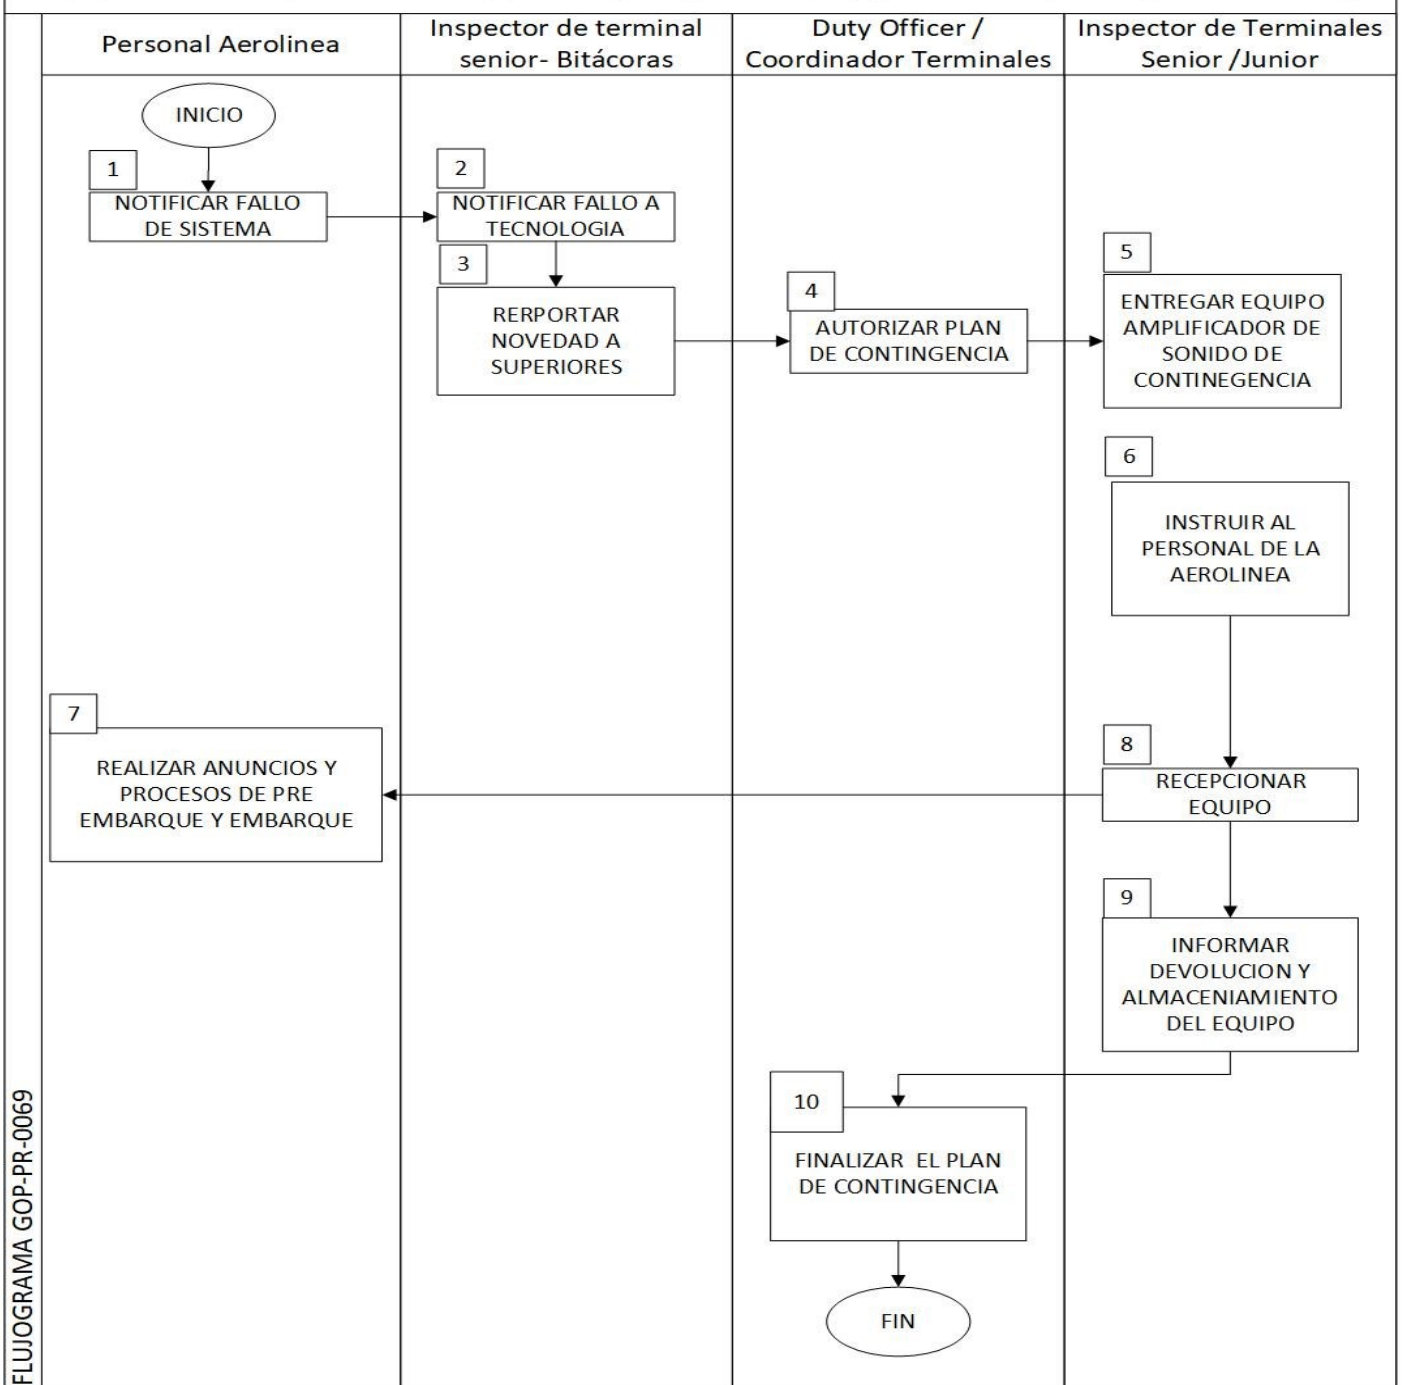 Personal Aerolinea
Inspector de terminal
senior- Bitácoras
Duty Officer /
Coordinador Terminales
Inspector de Terminales
Senior /Junior
INICIO
1
NOTIFICAR FALLO
DE SISTEMA
2
NOTIFICAR FALLO A
TECNOLOGIA
3
RERPORTAR
NOVEDAD A
SUPERIORES
4
AUTORIZAR PLAN
DE CONTINGENCIA
5
ENTREGAR EQUIPO
AMPLIFICADOR DE
SONIDO DE
CONTINEGENCIA
6
INSTRUIR AL
PERSONAL DE LA
AEROLINEA
7
REALIZAR ANUNCIOS Y
PROCESOS DE PRE
EMBARQUE Y EMBARQUE
8
RECEPCIONAR
EQUIPO
9
INFORMAR
DEVOLUCION Y
ALMACENIAMIENTO
DEL EQUIPO
10
FINALIZAR EL PLAN
DE CONTINGENCIA
FIN
FLUJOGRAMA GOP-PR-0069